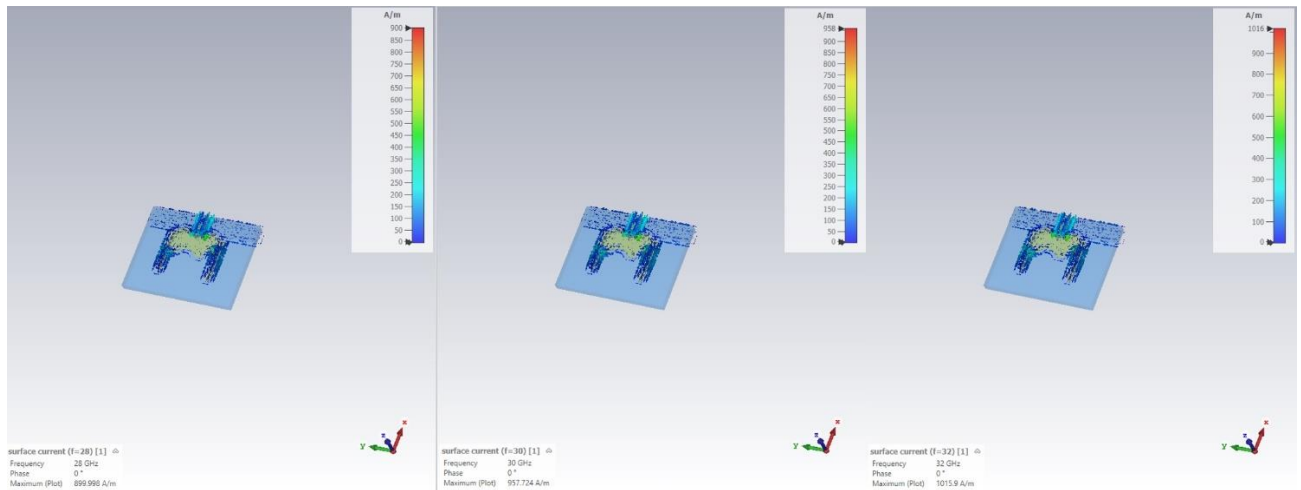 A/m
900
850
800
750
700
650
600
550
500
450
400
350
300
250
200
150
100
50
0
y
z
x
surface current (f=28) [1]
Frequency 28 GHz
Phase 0 °
Maximum (Plot) 899.998 A/m
A/m
958
900
850
800
750
700
650
600
550
500
450
400
350
300
250
200
150
100
50
0
y
z
x
surface current (f=30) [1]
Frequency 30 GHz
Phase 0 °
Maximum (Plot) 957.724 A/m
A/m
1016
900
800
700
600
500
400
300
200
100
0
y
z
x
surface current (f=32) [1]
Frequency 32 GHz
Phase 0 °
Maximum (Plot) 1015.9 A/m